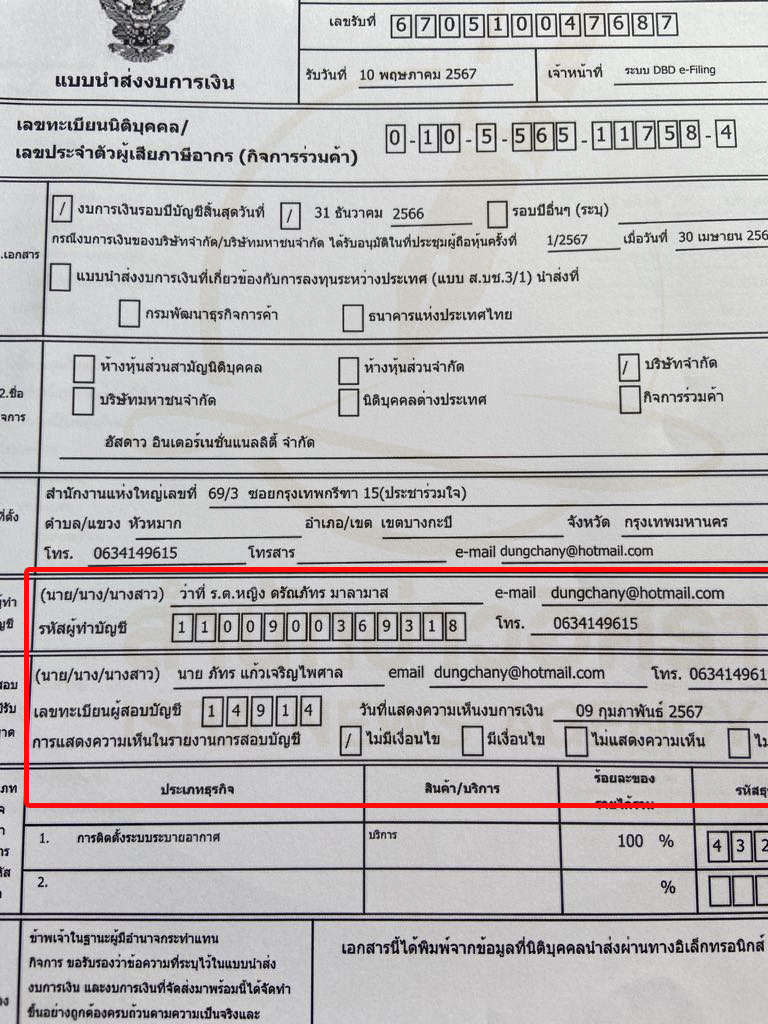 เลขรับที่ 670510047687
แบบนำส่งงบการเงิน
รับวันที่ 10 พฤษภาคม 2567 เจ้าหน้าที่ ระบบ DBD e-Filing
เลขทะเบียนนิติบุคคล/
เลขประจำตัวผู้เสียภาษีอากร (กิจการร่วมค้า) 0-10-5-565-11758-4
/ งบการเงินรอบปีบัญชีสิ้นสุดวันที่ / 31 ธันวาคม 2566 รอบปีอื่นๆ (ระบุ)
กรณีงบการเงินของบริษัทจำกัด/บริษัทมหาชนจำกัด ได้รับอนุมัติในที่ประชุมผู้ถือหุ้นครั้งที่ 1/2567 เมื่อวันที่ 30 เมษายน 256
.เอกสาร
แบบนำส่งงบการเงินที่เกี่ยวข้องกับการลงทุนระหว่างประเทศ (แบบ ส.บช.3/1) นำส่งที่
กรมพัฒนาธุรกิจการค้า ธนาคารแห่งประเทศไทย
ห้างหุ้นส่วนสามัญนิติบุคคล ห้างหุ้นส่วนจำกัด / บริษัทจำกัด
2.ชื่อ
บริษัทมหาชนจำกัด นิติบุคคลต่างประเทศ กิจการร่วมค้า
จการ
ฮัสดาว อินเตอร์เนชั่นแนลลิตี้ จำกัด
สำนักงานแห่งใหญ่เลขที่ 69/3 ซอยกรุงเทพกรีฑา 15(ประชาร่วมใจ)
ที่ตั้ง ตำบล/แขวง หัวหมาก อำเภอ/เขต เขตบางกะปิ จังหวัด กรุงเทพมหานคร
โทร. 0634149615 โทรสาร e-mail dungchany@hotmail.com
(นาย/นาง/นางสาว) ว่าที่ ร.ต.หญิง ดรัณภัทร มาลามาส e-mail dungchany@hotmail.com
รหัสผู้ทำบัญชี 1100900369318 โทร. 0634149615
(นาย/นาง/นางสาว) นาย ภัทร แก้วเจริญไพศาล email dungchany@hotmail.com โทร. 063414961
เลขทะเบียนผู้สอบบัญชี 14914 วันที่แสดงความเห็นงบการเงิน 09 กุมภาพันธ์ 2567
การแสดงความเห็นในรายงานการสอบบัญชี / ไม่มีเงื่อนไข มีเงื่อนไข ไม่แสดงความเห็น
ประเภทธุรกิจ สินค้า/บริการ ร้อยละของ รหัสธุ
รายได้รวม
1. การติดตั้งระบบระบายอากาศ บริการ 100 % 432
2. %
ข้าพเจ้าในฐานะผู้มีอำนาจกระทำแทน
กิจการ ขอรับรองว่าข้อความที่ระบุไว้ในแบบนำส่ง
งบการเงิน และงบการเงินที่จัดส่งมาพร้อมนี้ได้จัดทำ
ขึ้นอย่างถูกต้องครบถ้วนตามความเป็นจริงและ
เอกสารนี้ได้พิมพ์จากข้อมูลที่นิติบุคคลนำส่งผ่านทางอิเล็กทรอนิกส์